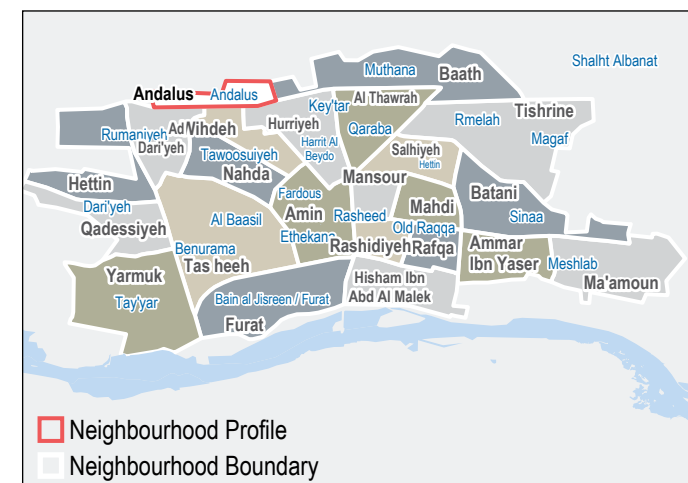 Shalht Albanat
Muthana
Baath
Andalus
Andalus
Key'tar
Al Thawrah
Tishrine
Rmelah
Magaf
Rumaniyeh
Ad
Dari'yeh
Wihdeh
Hurriyeh
Harrit Al
Beydo
Qaraba
Tawoosuiyeh
Nahda
Salhiyeh
Hettin
Mansour
Hettin
Dari'yeh
Qadessiyeh
Fardous
Amin
Ethekana
Rasheed
Mahdi
Batani
Sinaa
Al Baasil
Benurama
Tas heeh
Old Raqqa
Rashidiyeh
Rafqa
Ammar
Ibn Yaser
Meshlab
Ma'amoun
Yarmuk
Tay'yar
Hisham Ibn
Abd Al Malek
Bain al Jisreen / Furat
Furat
Neighbourhood Profile
Neighbourhood Boundary